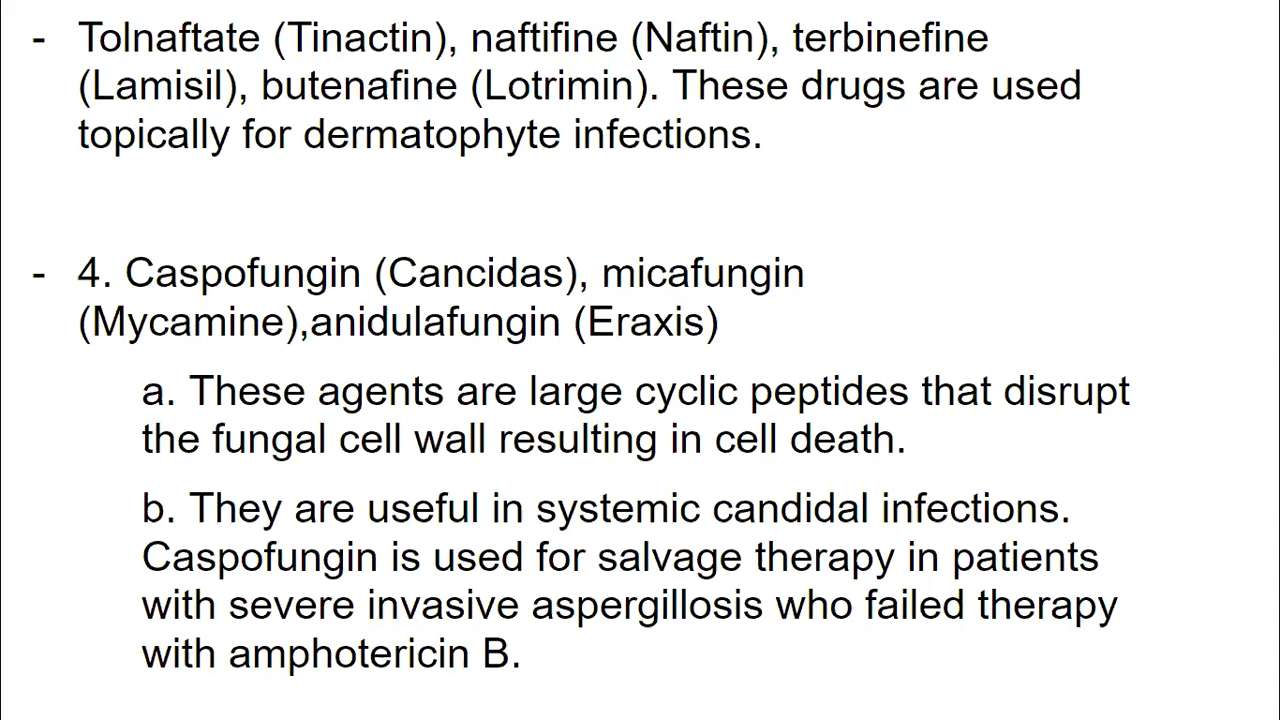 - Tolnaftate (Tinactin), naftifine (Naftin), terbinefine
(Lamisil), butenafine (Lotrimin). These drugs are used
topically for dermatophyte infections.
- 4. Caspofungin (Cancidas), micafungin
(Mycamine),anidulafungin (Eraxis)
a. These agents are large cyclic peptides that disrupt
the fungal cell wall resulting in cell death.
b. They are useful in systemic candidal infections.
Caspofungin is used for salvage therapy in patients
with severe invasive aspergillosis who failed therapy
with amphotericin B.